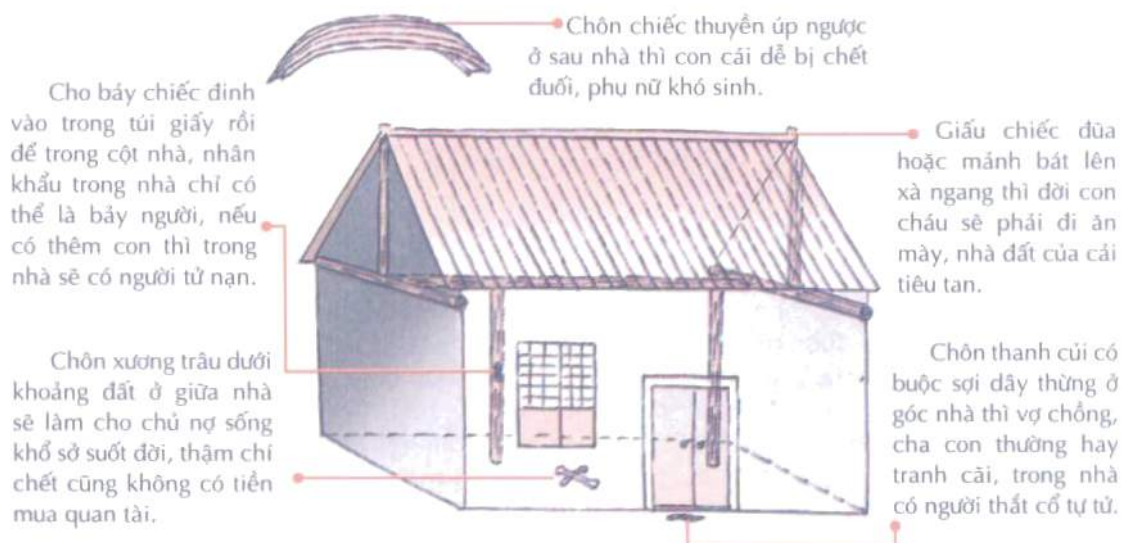 Chôn chiếc thuyền úp ngược
ở sau nhà thì con cái dễ bị chết
đuối, phụ nữ khó sinh.
Cho bảy chiếc đinh
vào trong túi giấy rồi
để trong cột nhà, nhân
khẩu trong nhà chỉ có
thể là bảy người, nếu
có thêm con thì trong
nhà sẽ có người tử nạn.
Giấu chiếc đũa
hoặc mảnh bát lên
xà ngang thì đời con
cháu sẽ phải đi ăn
mày, nhà đất của cải
tiêu tan.
Chôn xương trâu dưới
khoảng đất ở giữa nhà
sẽ làm cho chủ nợ sống
khổ sở suốt đời, thậm chí
chết cũng không có tiền
mua quan tài.
Chôn thanh củi có
buộc sợi dây thừng ở
góc nhà thì vợ chồng,
cha con thường hay
tranh cãi, trong nhà
có người thắt cổ tự tử.